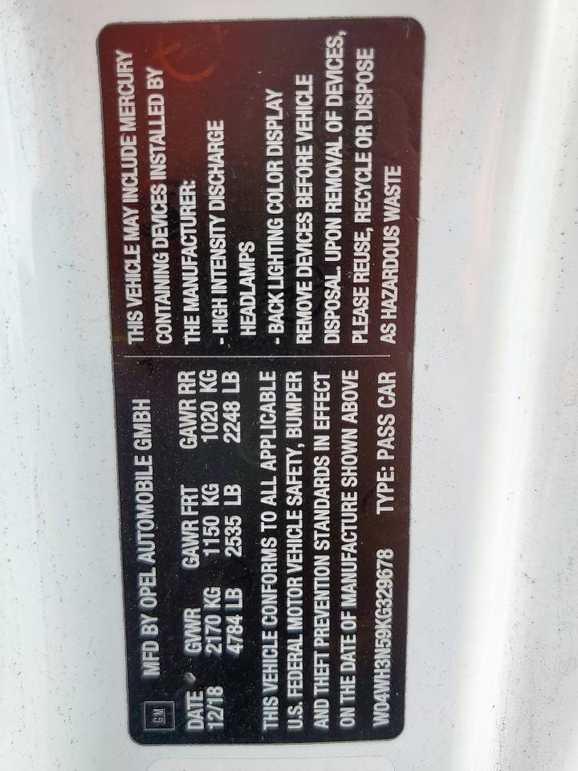 GM
MFD BY OPEL AUTOMOBILE GMBH
DATE GVWR GAWR FRT GAWR RR
12/18 2170 KG 1150 KG 1020 KG
4784 LB 2535 LB 2248 LB
THIS VEHICLE CONFORMS TO ALL APPLICABLE
U.S. FEDERAL MOTOR VEHICLE SAFETY, BUMPER
AND THEFT PREVENTION STANDARDS IN EFFECT
ON THE DATE OF MANUFACTURE SHOWN ABOVE
W04WH3N59KG329678 TYPE: PASS CAR
THIS VEHICLE MAY INCLUDE MERCURY
CONTAINING DEVICES INSTALLED BY
THE MANUFACTURER:
- HIGH INTENSITY DISCHARGE
HEADLAMPS
- BACK LIGHTING COLOR DISPLAY
REMOVE DEVICES BEFORE VEHICLE
DISPOSAL. UPON REMOVAL OF DEVICES,
PLEASE REUSE, RECYCLE OR DISPOSE
AS HAZARDOUS WASTE